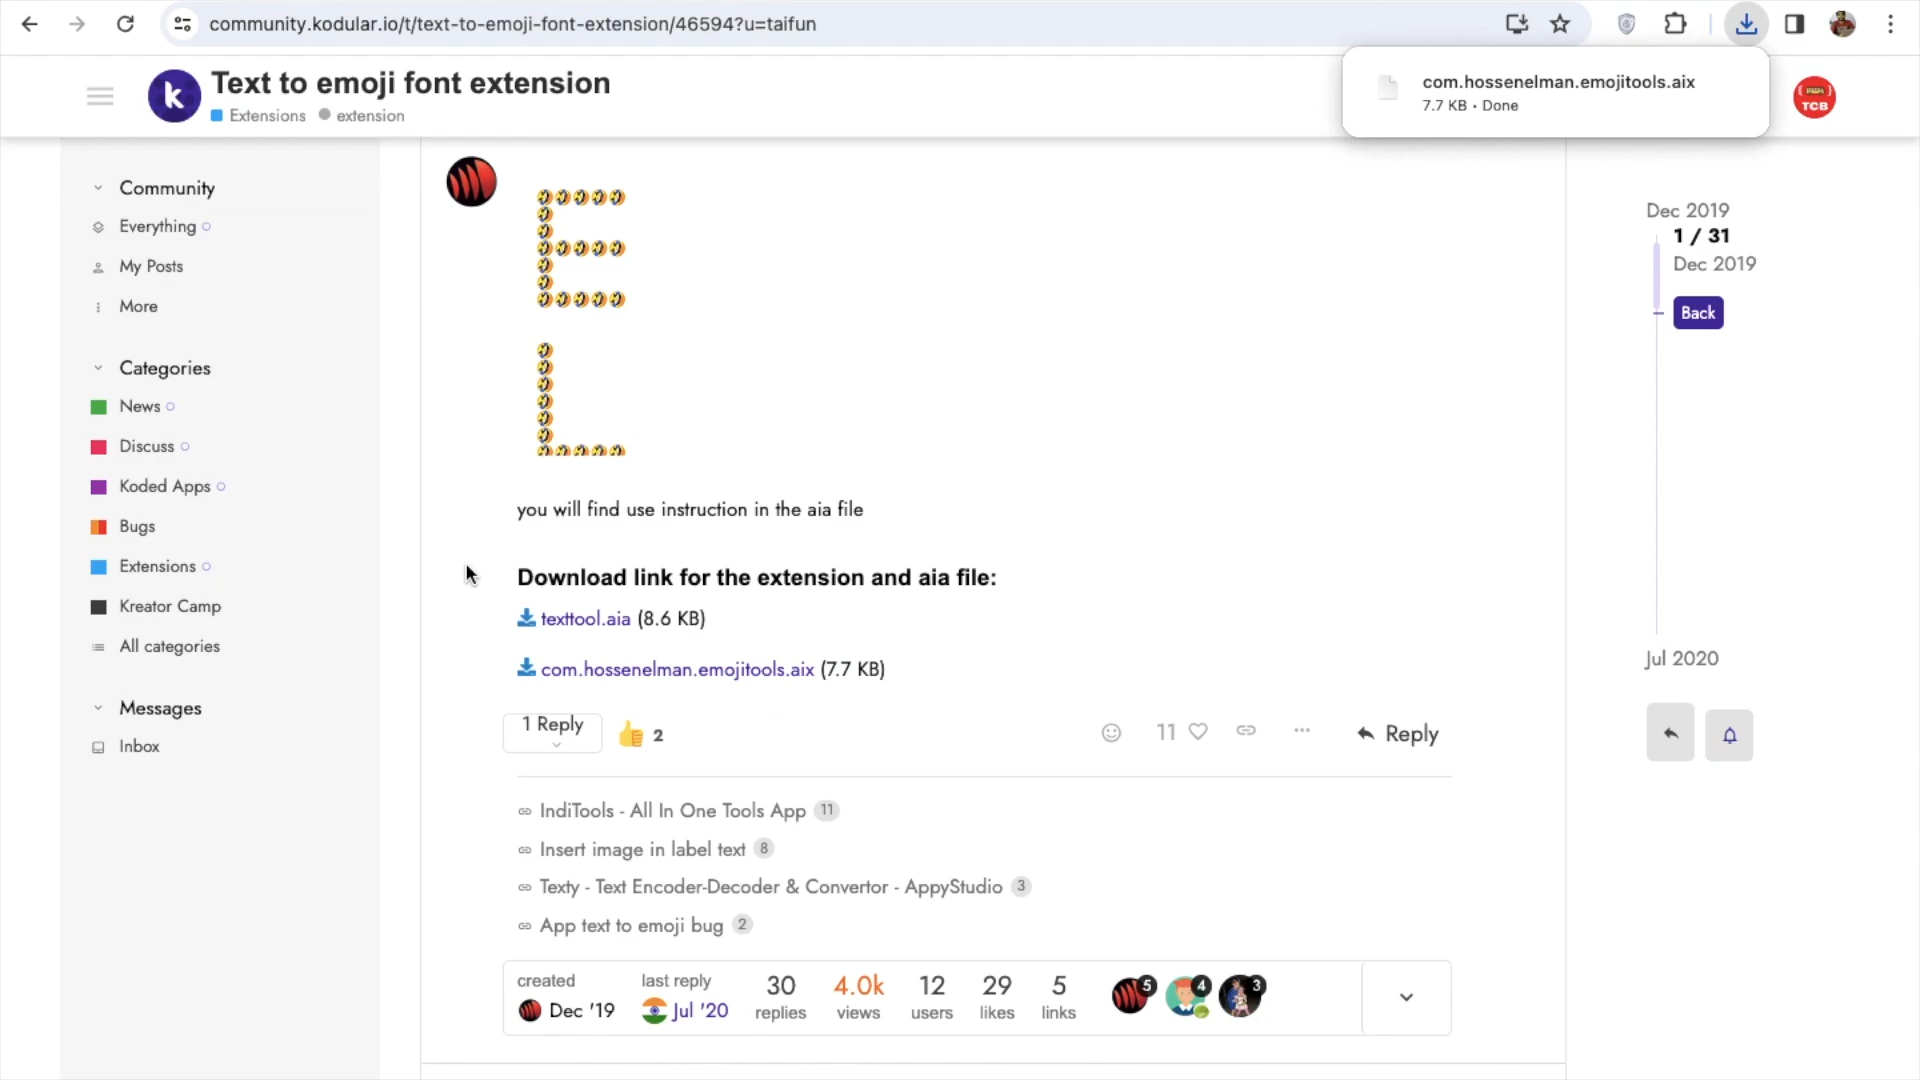 community.kodular.io/t/text-to-emoji-font-extension/46594?u=taifun
Text to emoji font extension
Extensions extension
com.hossenelman.emojitools.aix
7.7 KB • Done
k
TCB
Community
Everything
My Posts
More
Categories
News
Discuss
Koded Apps
Bugs
Extensions
Kreator Camp
All categories
Messages
Inbox
you will find use instruction in the aia file
Download link for the extension and aia file:
texttool.aia (8.6 KB)
com.hossenelman.emojitools.aix (7.7 KB)
1 Reply
2
11
Reply
IndiTools - All In One Tools App 11
Insert image in label text 8
Texty - Text Encoder-Decoder & Convertor - AppyStudio 3
App text to emoji bug 2
created last reply 30 4.0k 12 29 5
Dec '19 Jul '20 replies views users likes links
5 4 3
Dec 2019
1 / 31
Dec 2019
Back
Jul 2020